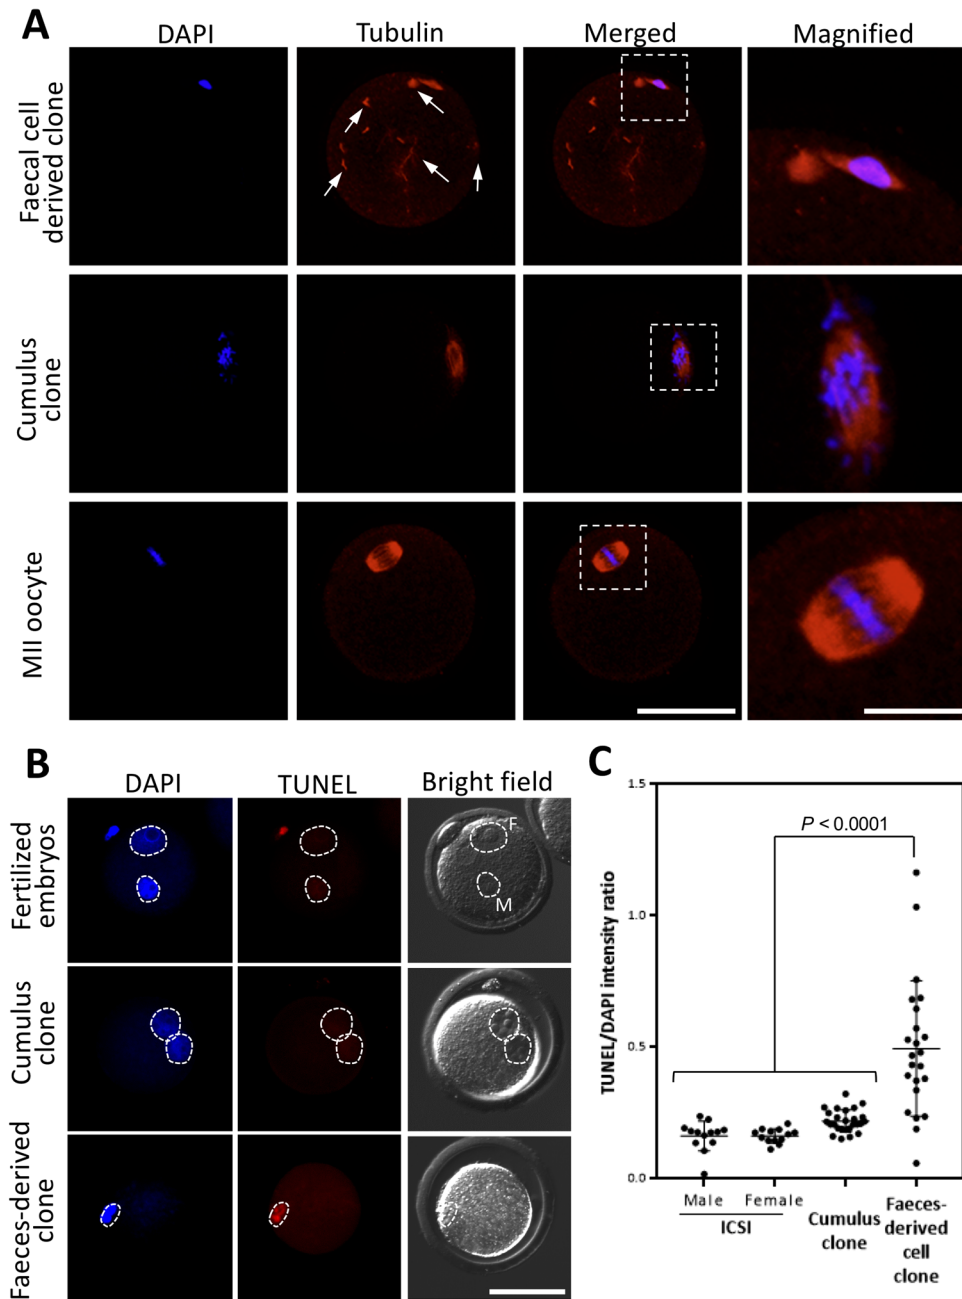 A
DAPI
Tubulin
Merged
Magnified
Faecal cell
derived clone
Cumulus
clone
MII oocyte
B
DAPI
TUNEL
Bright field
Fertilized
embryos
F
M
Cumulus
clone
Faeces-derived
clone
C
TUNEL/DAPI intensity ratio
1.5
1.0
0.5
0.0
P < 0.0001
Male
Female
ICSI
Cumulus
clone
Faeces-
derived
cell
clone